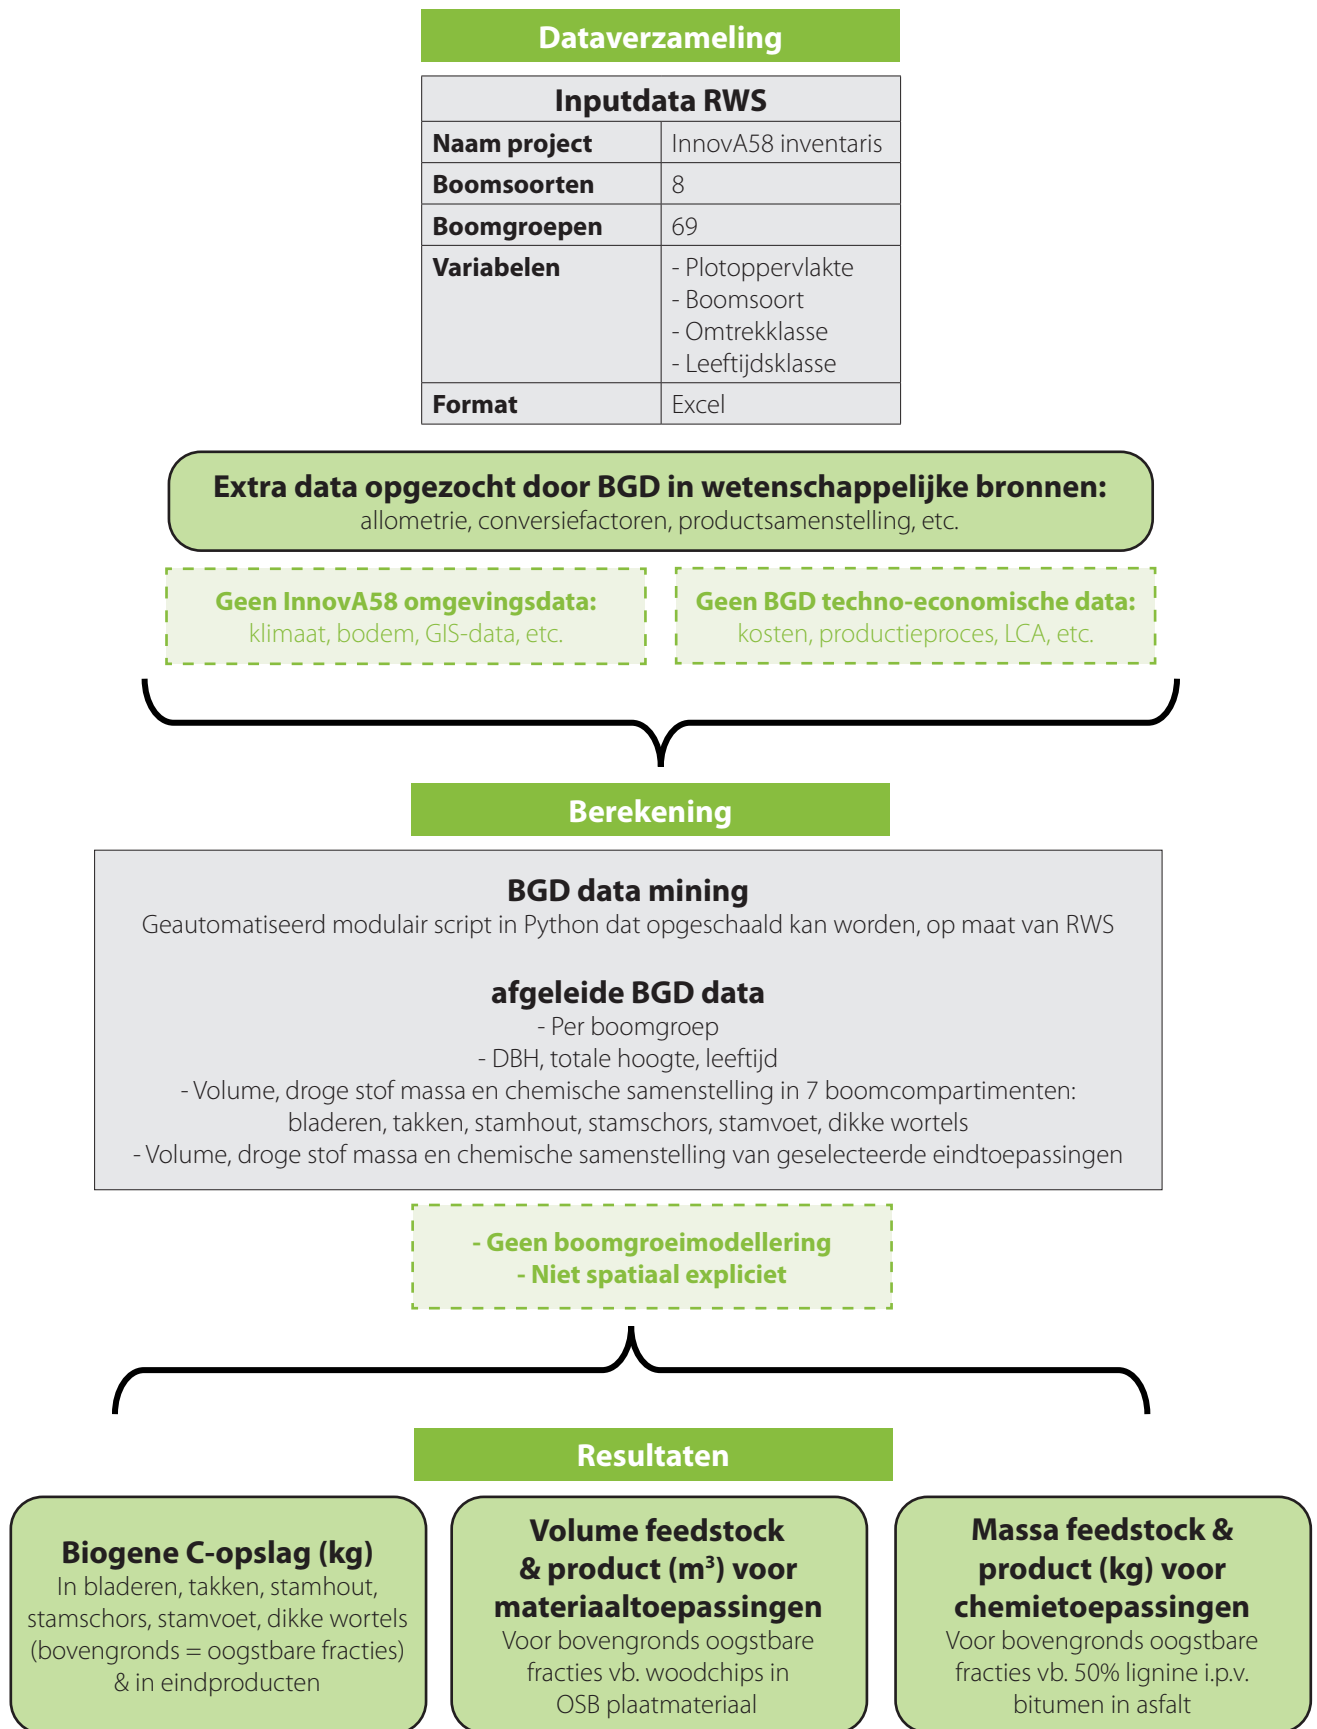 Dataverzameling
Inputdata RWS
Naam project InnovA58 inventaris
Boomsoorten 8
Boomgroepen 69
Variabelen - Plotoppervlakte
- Boomsoort
- Omtrekklasse
- Leeftijdsklasse
Format Excel
Extra data opgezocht door BGD in wetenschappelijke bronnen:
allometrie, conversiefactoren, productsamenstelling, etc.
Geen InnovA58 omgevingsdata:
klimaat, bodem, GIS-data, etc.
Geen BGD techno-economische data:
kosten, productieproces, LCA, etc.
Berekening
BGD data mining
Geautomatiseerd modulair script in Python dat opgeschaald kan worden, op maat van RWS
afgeleide BGD data
- Per boomgroep
- DBH, totale hoogte, leeftijd
- Volume, droge stof massa en chemische samenstelling in 7 boomcompartimenten:
bladeren, takken, stamhout, stamschors, stamvoet, dikke wortels
- Volume, droge stof massa en chemische samenstelling van geselecteerde eindtoepassingen
- Geen boomgroeimodellering
- Niet spatiaal expliciet
Resultaten
Biogene C-opslag (kg)
In bladeren, takken, stamhout,
stamschors, stamvoet, dikke wortels
(bovengronds = oogstbare fracties)
& in eindproducten
Volume feedstock
& product (m³) voor
materiaaltoepassingen
Voor bovengronds oogstbare
fracties vb. woodchips in
OSB plaatmateriaal
Massa feedstock &
product (kg) voor
chemietoepassingen
Voor bovengronds oogstbare
fracties vb. 50% lignine i.p.v.
bitumen in asfalt